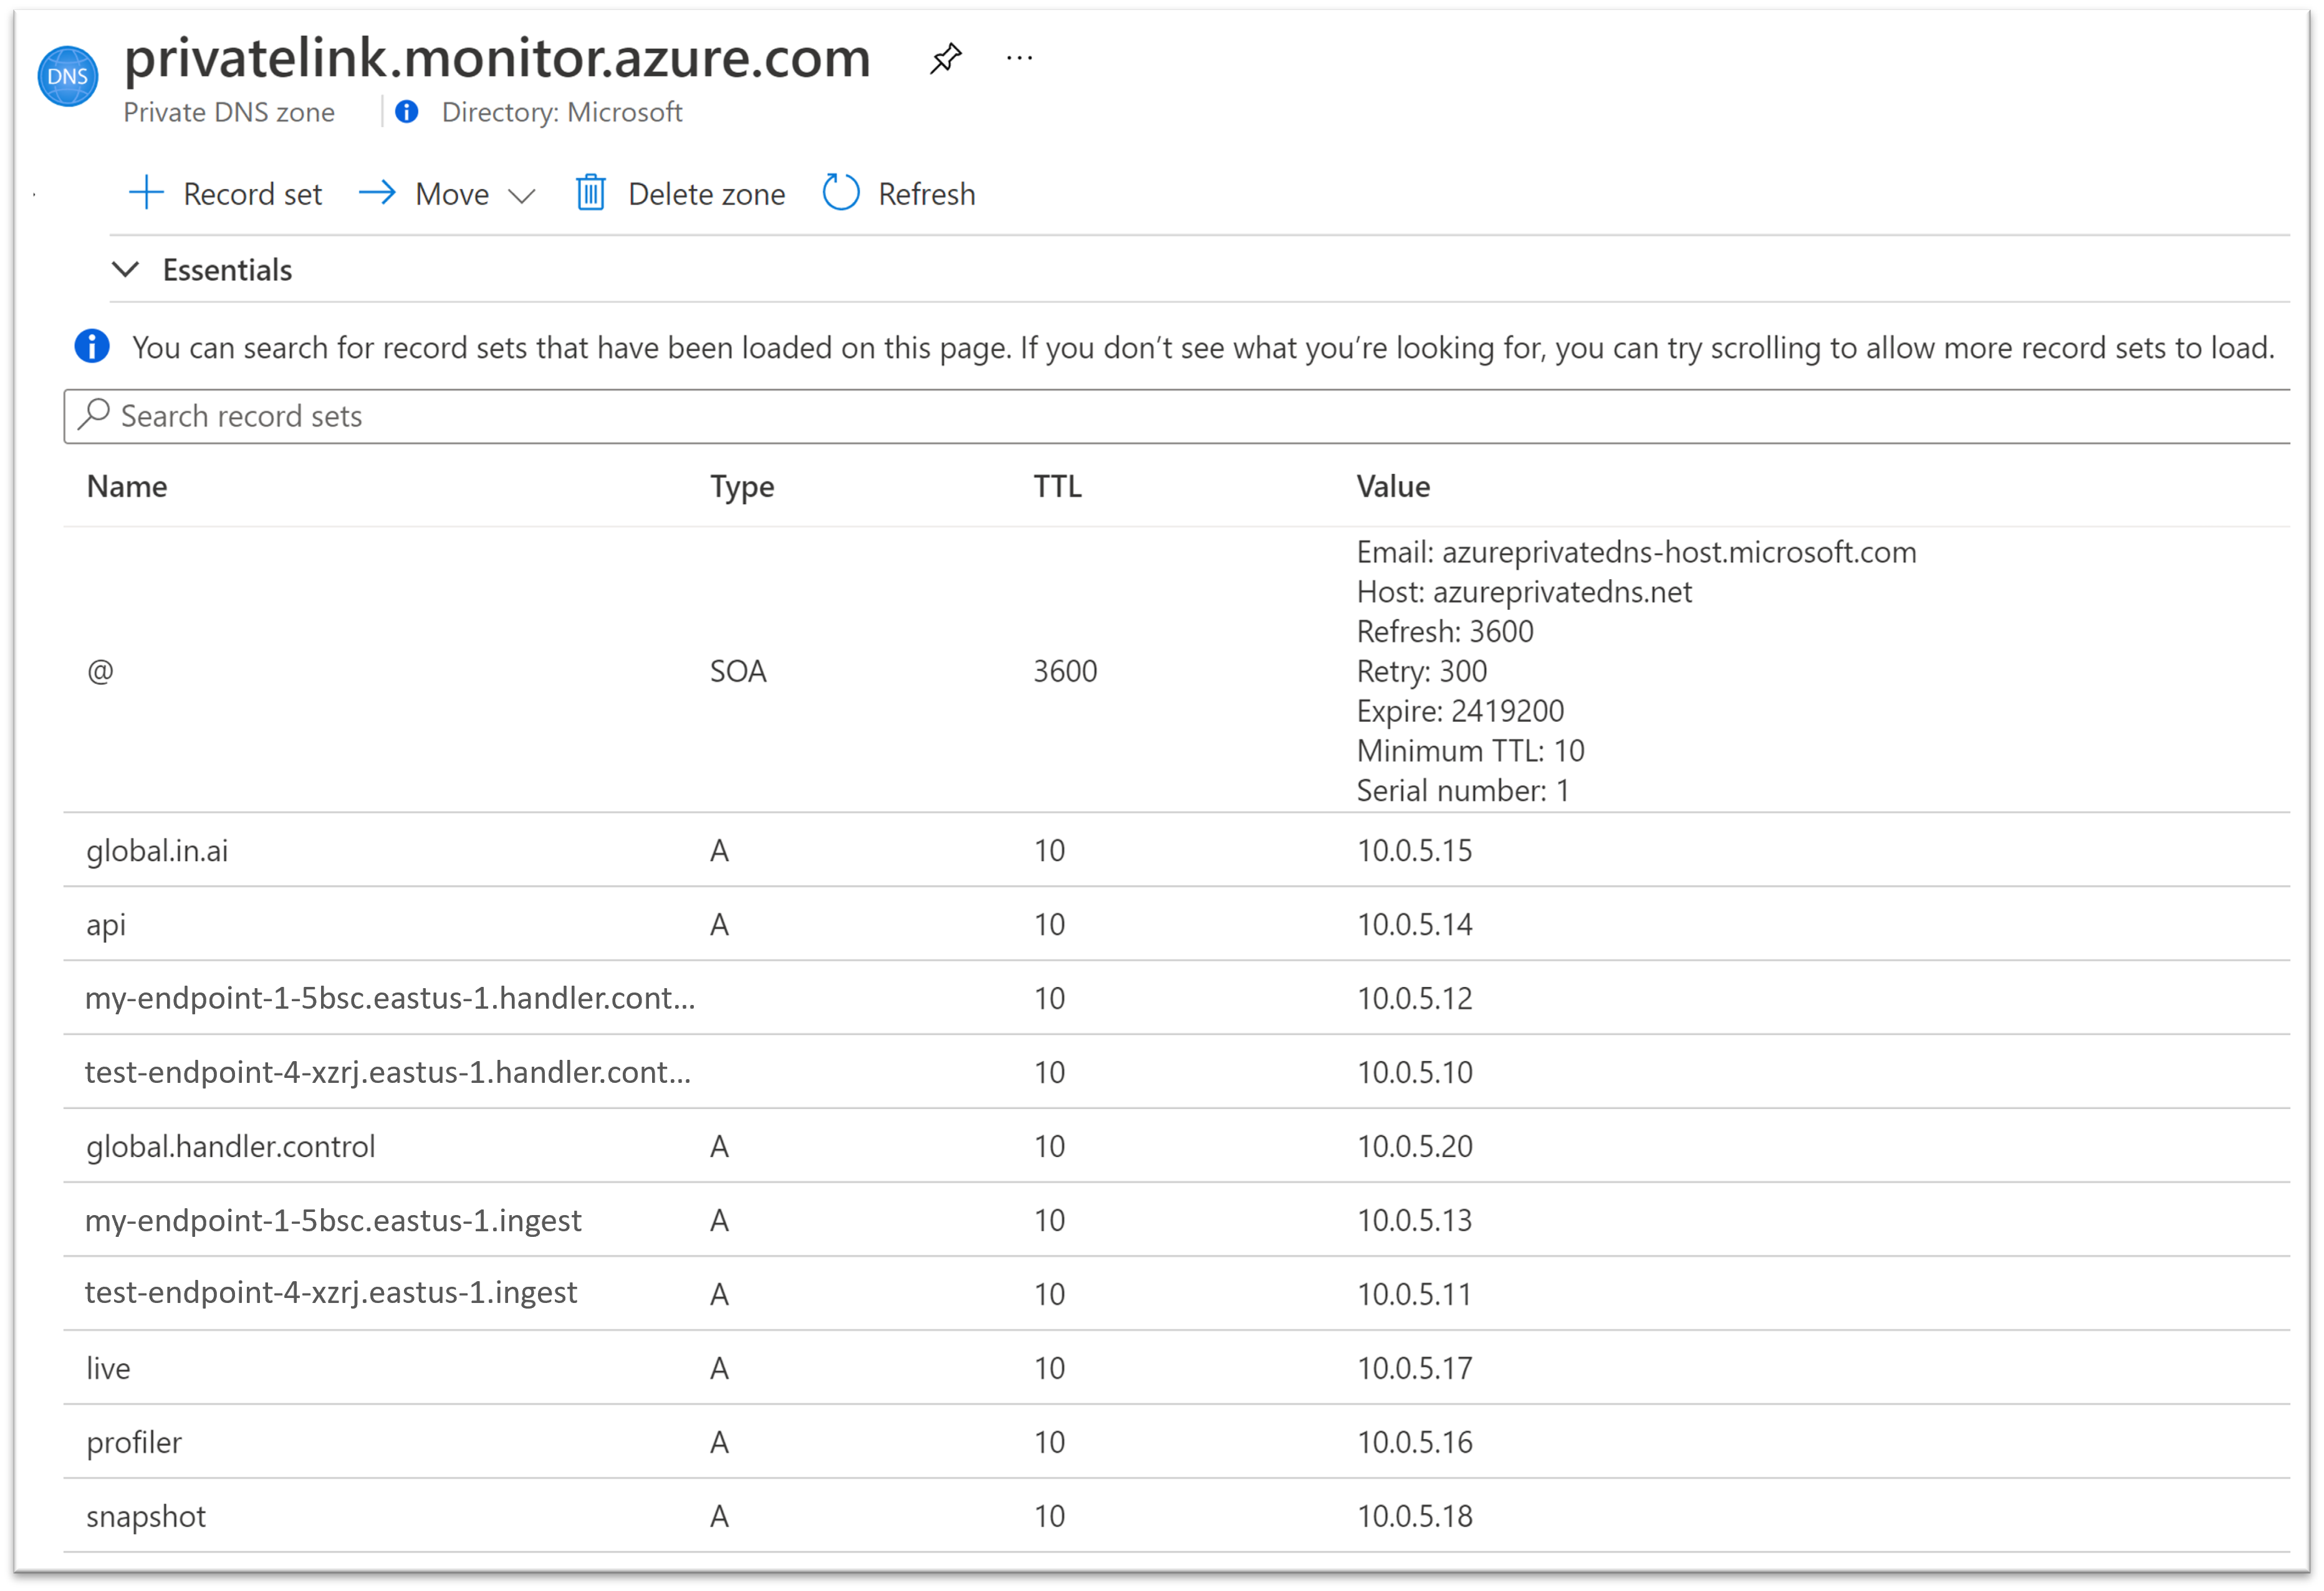 DNS
privatelink.monitor.azure.com
...
Private DNS zone
Directory: Microsoft
Record set
Move
Delete zone
Refresh
Essentials
You can search for record sets that have been loaded on this page. If you don't see what you're looking for, you can try scrolling to allow more record sets to load.
Search record sets
Name Type TTL Value
@ SOA 3600
Email: azureprivatedns-host.microsoft.com
Host: azureprivatedns.net
Refresh: 3600
Retry: 300
Expire: 2419200
Minimum TTL: 10
Serial number: 1
global.in.ai A 10 10.0.5.15
api A 10 10.0.5.14
my-endpoint-1-5bsc.eastus-1.handler.cont... 10 10.0.5.12
test-endpoint-4-xzrj.eastus-1.handler.cont... 10 10.0.5.10
global.handler.control A 10 10.0.5.20
my-endpoint-1-5bsc.eastus-1.ingest A 10 10.0.5.13
test-endpoint-4-xzrj.eastus-1.ingest A 10 10.0.5.11
live A 10 10.0.5.17
profiler A 10 10.0.5.16
snapshot A 10 10.0.5.18